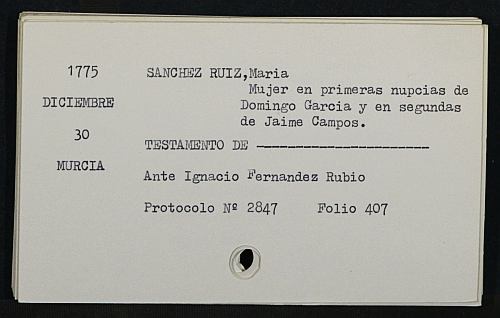 1775
DICIEMBRE
30
MURCIA
SANCHEZ RUIZ,Maria
Mujer en primeras nupcias de
Domingo Garcia y en segundas
de Jaime Campos.
TESTAMENTO DE ----------------------
Ante Ignacio Fernandez Rubio
Protocolo Nº 2847 Folio 407